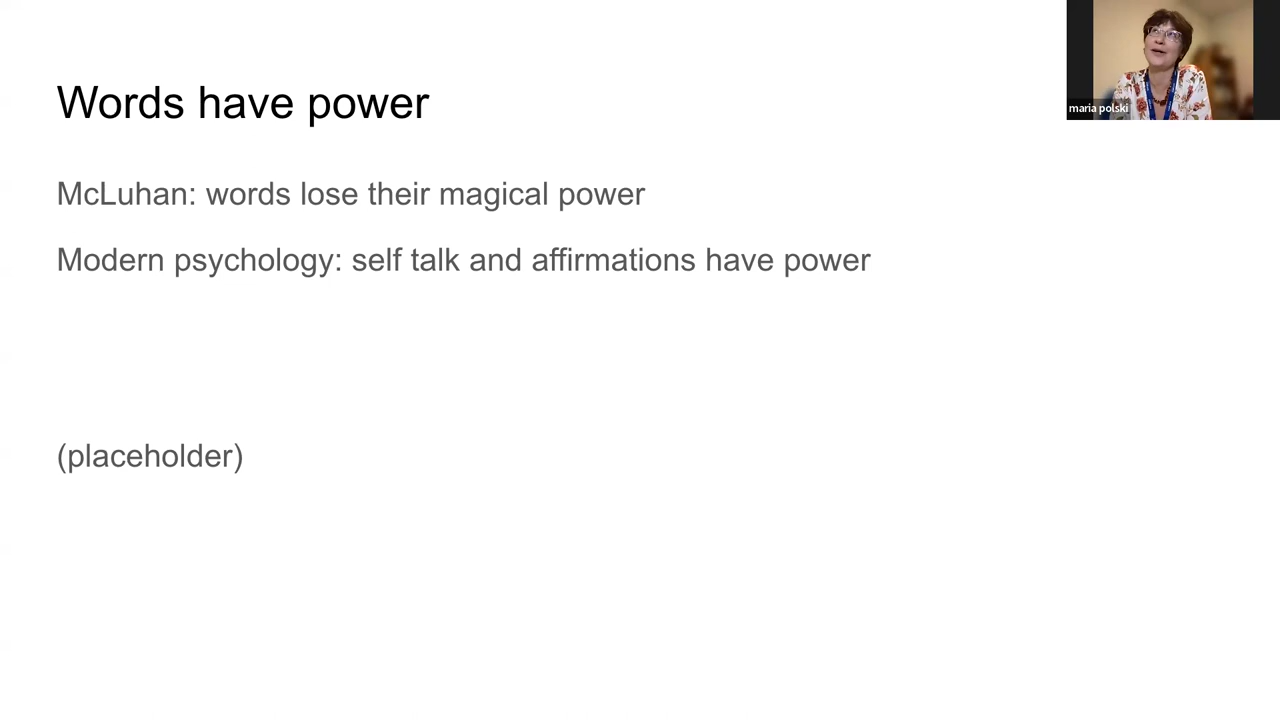 Words have power
McLuhan: words lose their magical power
Modern psychology: self talk and affirmations have power
(placeholder)
maria polski